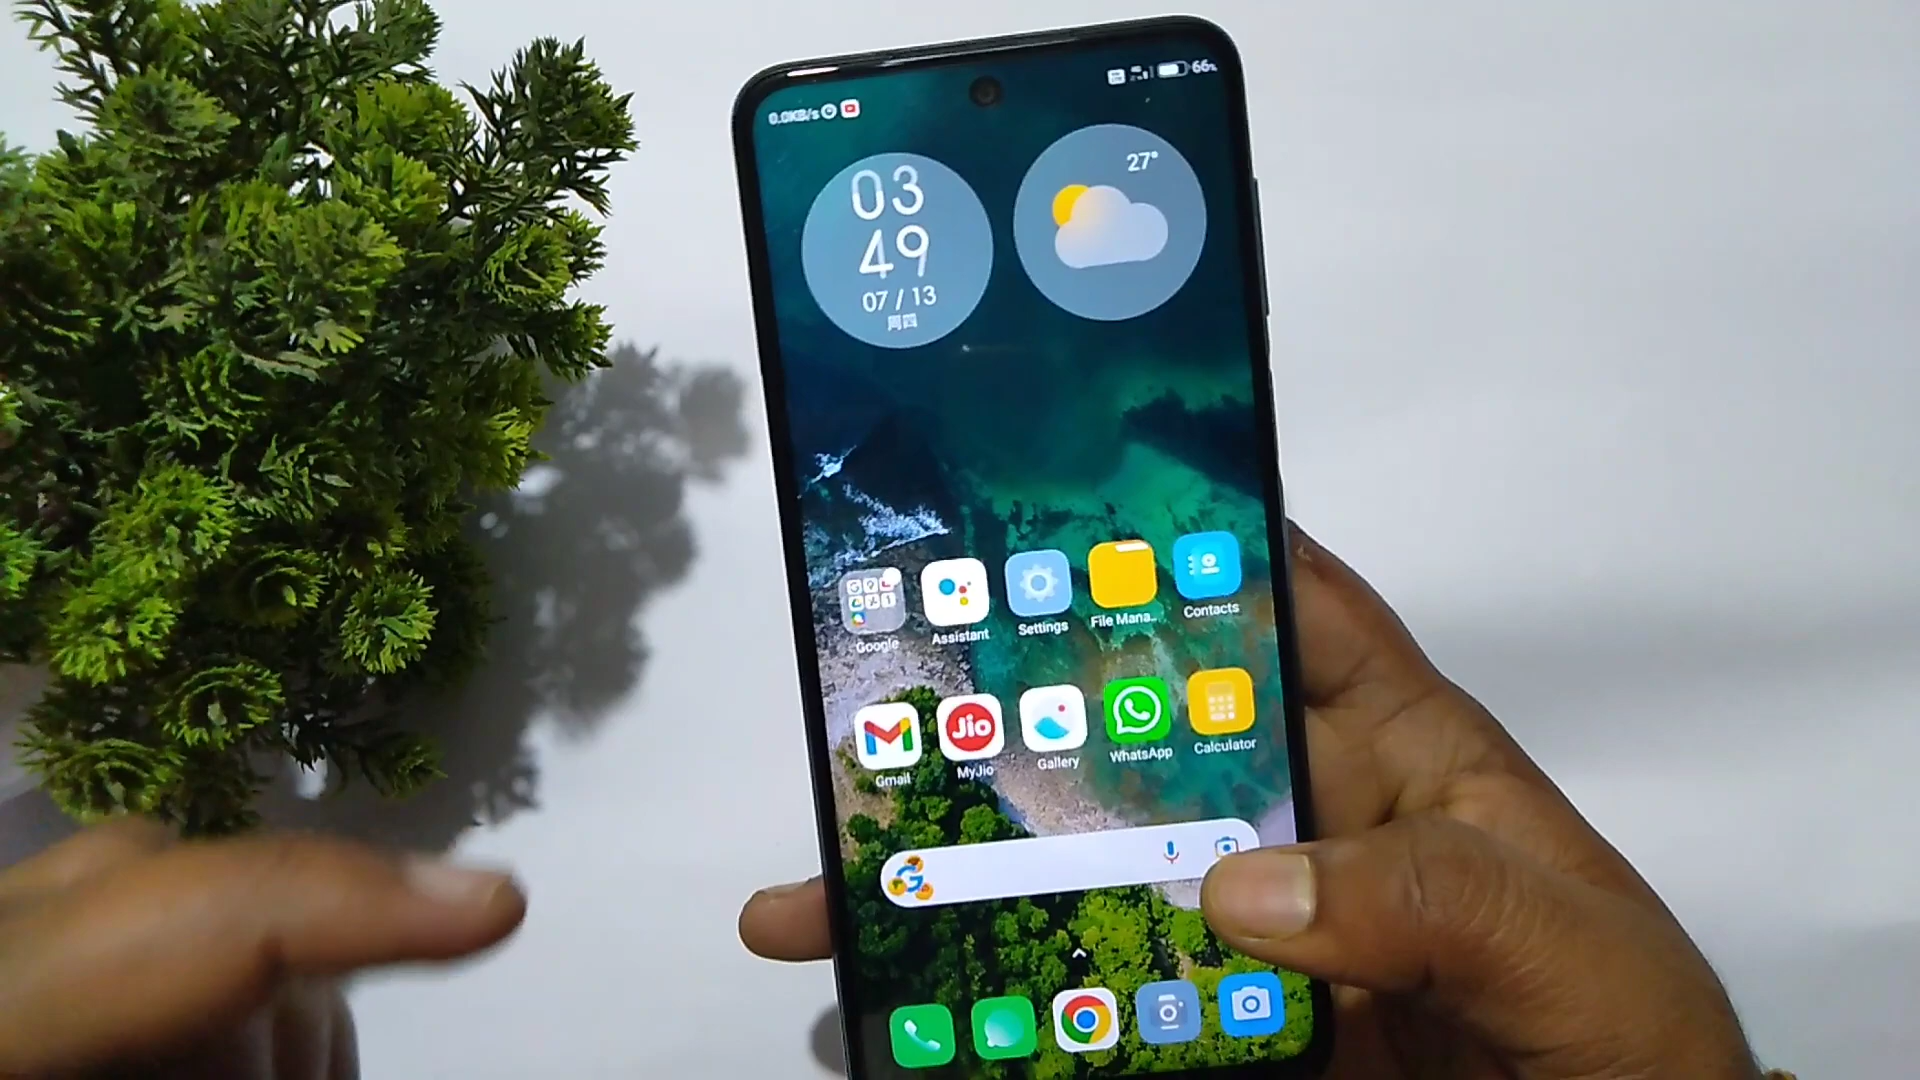 0.0KB/s
66%
03
49
07 / 13
周四
27°
Google
Assistant
Settings
File Mana..
Contacts
Gmail
Jio
MyJio
Gallery
WhatsApp
Calculator